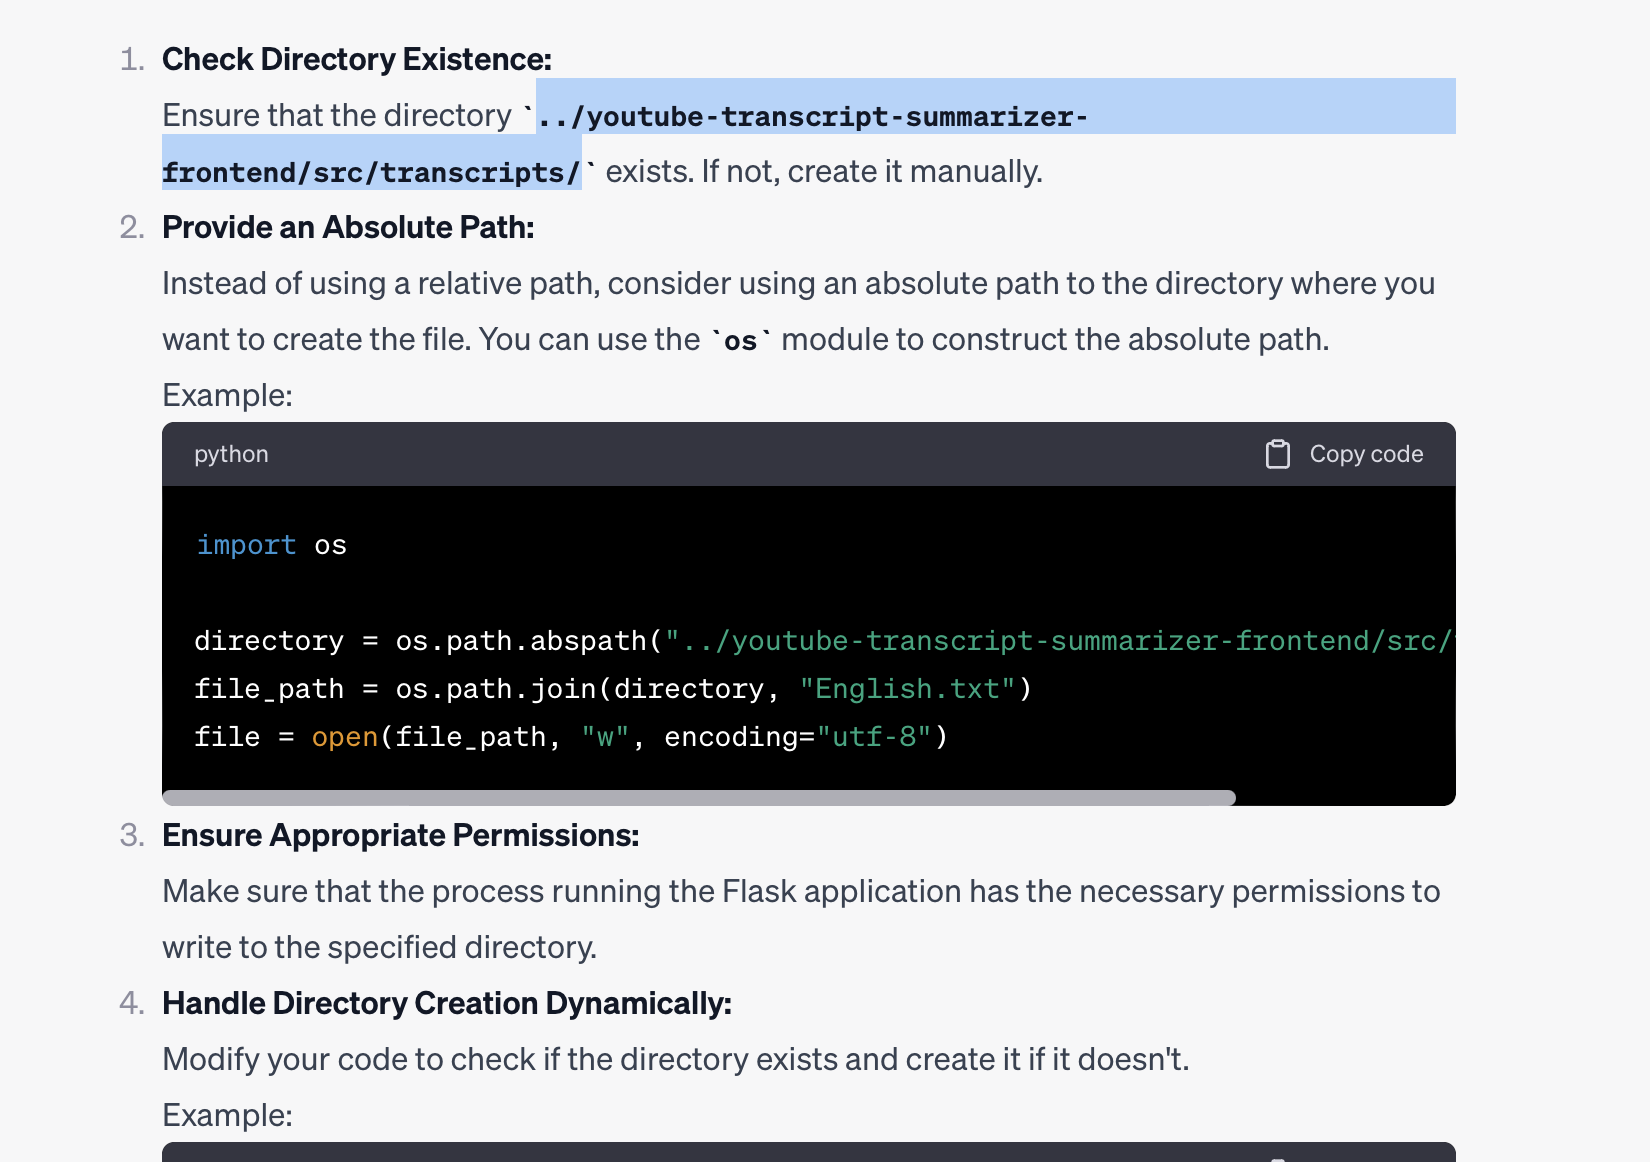 1. Check Directory Existence:
Ensure that the directory `../youtube-transcript-summarizer-
frontend/src/transcripts/` exists. If not, create it manually.
2. Provide an Absolute Path:
Instead of using a relative path, consider using an absolute path to the directory where you
want to create the file. You can use the `os` module to construct the absolute path.
Example:
python Copy code
import os
directory = os.path.abspath("../youtube-transcript-summarizer-frontend/src/
file_path = os.path.join(directory, "English.txt")
file = open(file_path, "w", encoding="utf-8")
3. Ensure Appropriate Permissions:
Make sure that the process running the Flask application has the necessary permissions to
write to the specified directory.
4. Handle Directory Creation Dynamically:
Modify your code to check if the directory exists and create it if it doesn't.
Example: